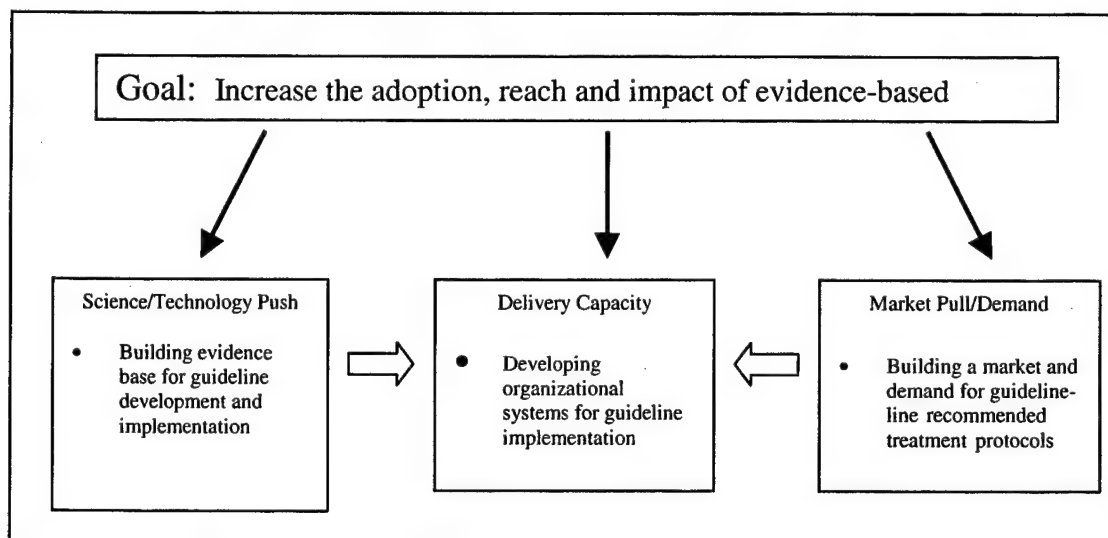 Goal: Increase the adoption, reach and impact of evidence-based
Science/Technology Push
• Building evidence
base for guideline
development and
implementation
Delivery Capacity
• Developing
organizational
systems for guideline
implementation
Market Pull/Demand
• Building a market and
demand for guideline-
line recommended
treatment protocols